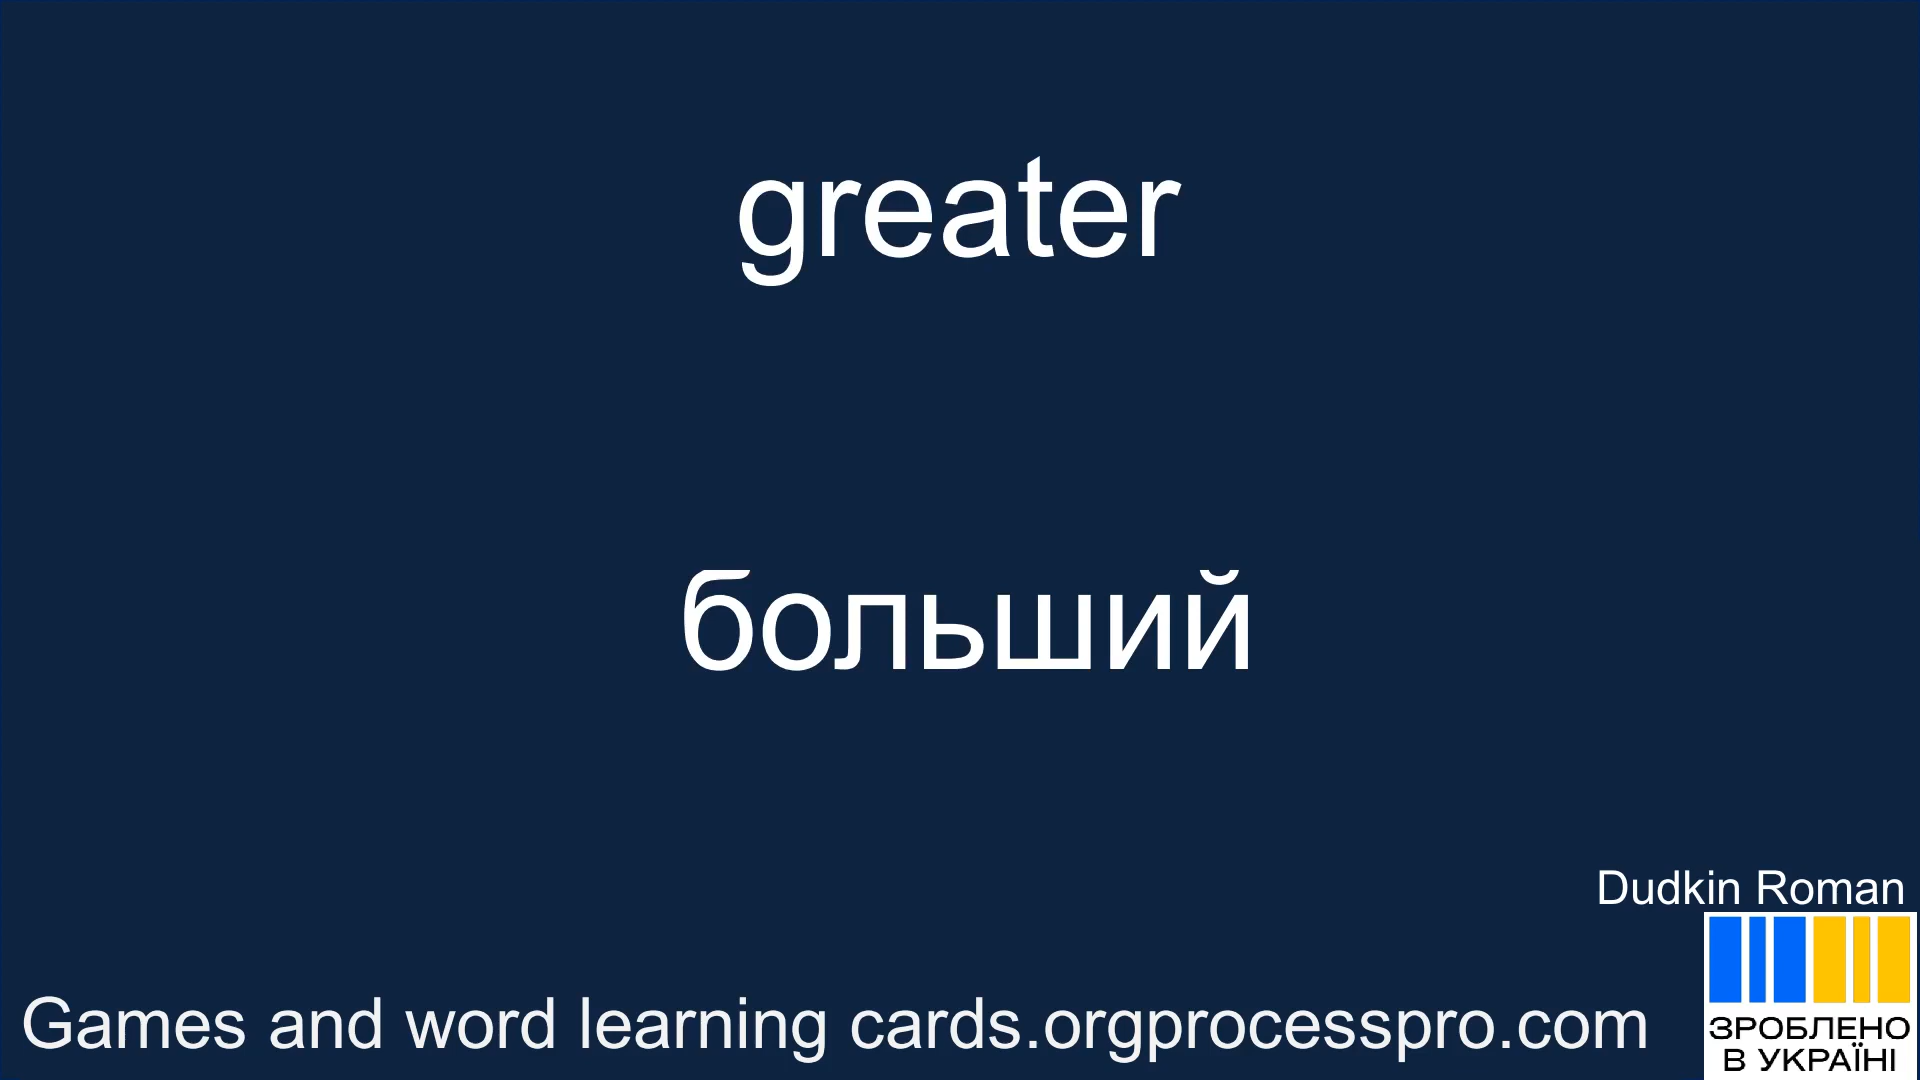 greater
больший
Dudkin Roman
Games and word learning cards.orgprocesspro.com
ЗРОБЛЕНО
В УКРАЇНІ